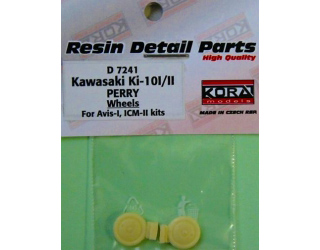 Resin Detail Parts
High Quality
D 7241
Kawasaki Ki-10I/II
PERRY
Wheels
For Avis-I, ICM-II kits
KORA
models
MADE IN CZECH REP.